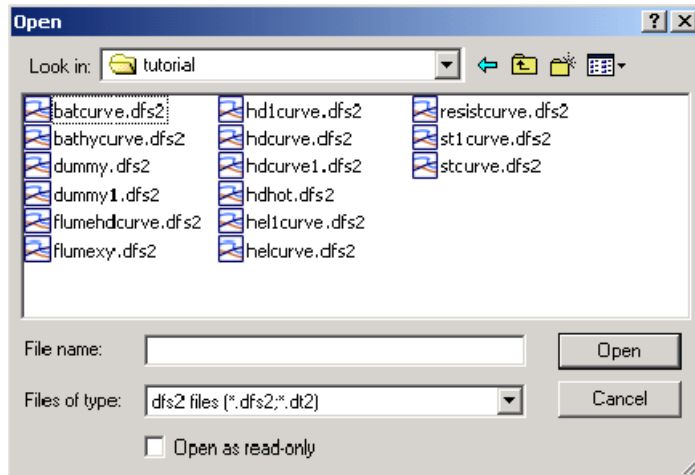 Open
Look in: tutorial
batcurve.dfs2 hd1curve.dfs2 resistcurve.dfs2
bathycurve.dfs2 hdcurve.dfs2 st1curve.dfs2
dummy.dfs2 hdcurve1.dfs2 stcurve.dfs2
dummy1.dfs2 hdhot.dfs2
flumehdcurve.dfs2 hel1curve.dfs2
flumexy.dfs2 helcurve.dfs2
File name: Open
Files of type: dfs2 files (*.dfs2;*.dt2) Cancel
Open as read-only